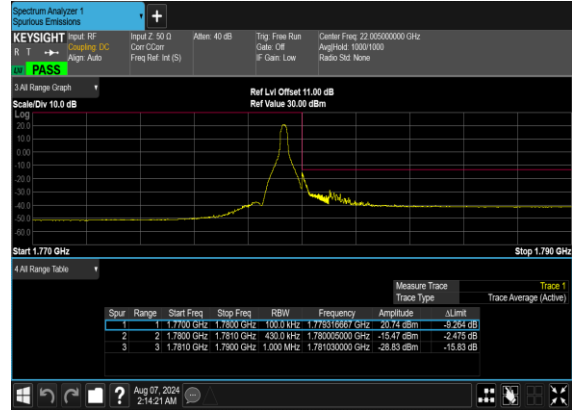 Spectrum Analyzer 1
Spurious Emissions
KEYSIGHT Input: RF Input Z: 50 Ω Atten: 40 dB Trig: Free Run Center Freq: 22.005000000 GHz
R T Coupling: DC Corr CCorr Gate: Off Avg|Hold: 1000/1000
Align: Auto Freq Ref: Int (S) IF Gain: Low Radio Std: None
PASS
3 All Range Graph
Ref Lvl Offset 11.00 dB
Scale/Div 10.0 dB Ref Value 30.00 dBm
Log
20.0
10.0
0.00
-10.0
-20.0
-30.0
-40.0
-50.0
-60.0
Start 1.770 GHz Stop 1.790 GHz
4 All Range Table
Measure Trace Trace 1
Trace Type Trace Average (Active)
Spur Range Start Freq Stop Freq RBW Frequency Amplitude ΔLimit
1 1 1.7700 GHz 1.7800 GHz 100.0 kHz 1.779316667 GHz 20.74 dBm -9.264 dB
2 2 1.7800 GHz 1.7810 GHz 430.0 kHz 1.780005000 GHz -15.47 dBm -2.475 dB
3 3 1.7810 GHz 1.7900 GHz 1.000 MHz 1.781030000 GHz -28.83 dBm -15.83 dB
? Aug 07, 2024
2:14:21 AM